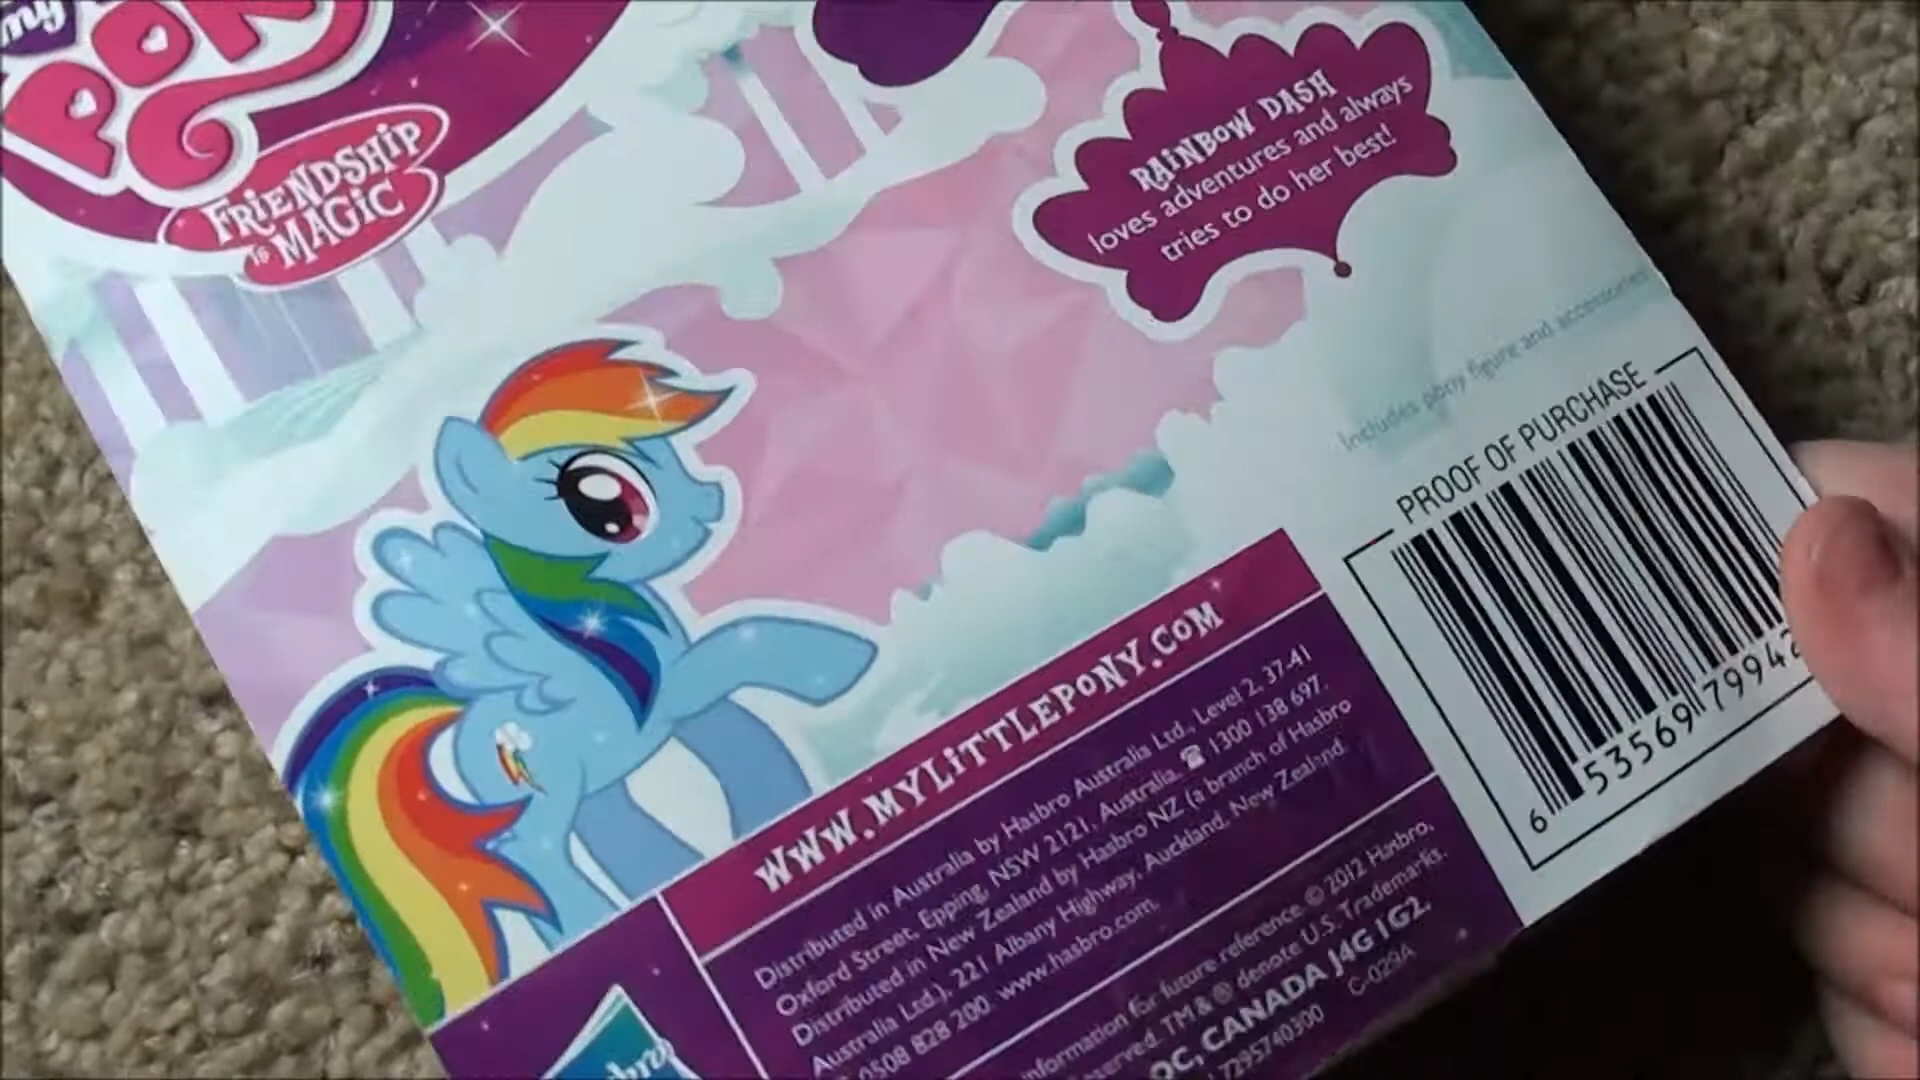 my
PONY
FRiENDSHiP
is MAGiC
RAiNBOW DASH
loves adventures and always
tries to do her best!
Includes pony figure and accessories
PROOF OF PURCHASE
6 53569 79942
WWW.MYLiTTLEPONY.COM
Distributed in Australia by Hasbro Australia Ltd., Level 2, 37-41
Oxford Street, Epping, NSW 2121, Australia. ☎ 1300 138 697.
Distributed in New Zealand by Hasbro NZ (a branch of Hasbro
Australia Ltd.), 221 Albany Highway, Auckland, New Zealand.
0508 828 200. www.hasbro.com.
information for future reference. © 2012 Hasbro,
TM & ® denote U.S. Trademarks.
QC, CANADA J4G 1G2.
7295740300 C-029A